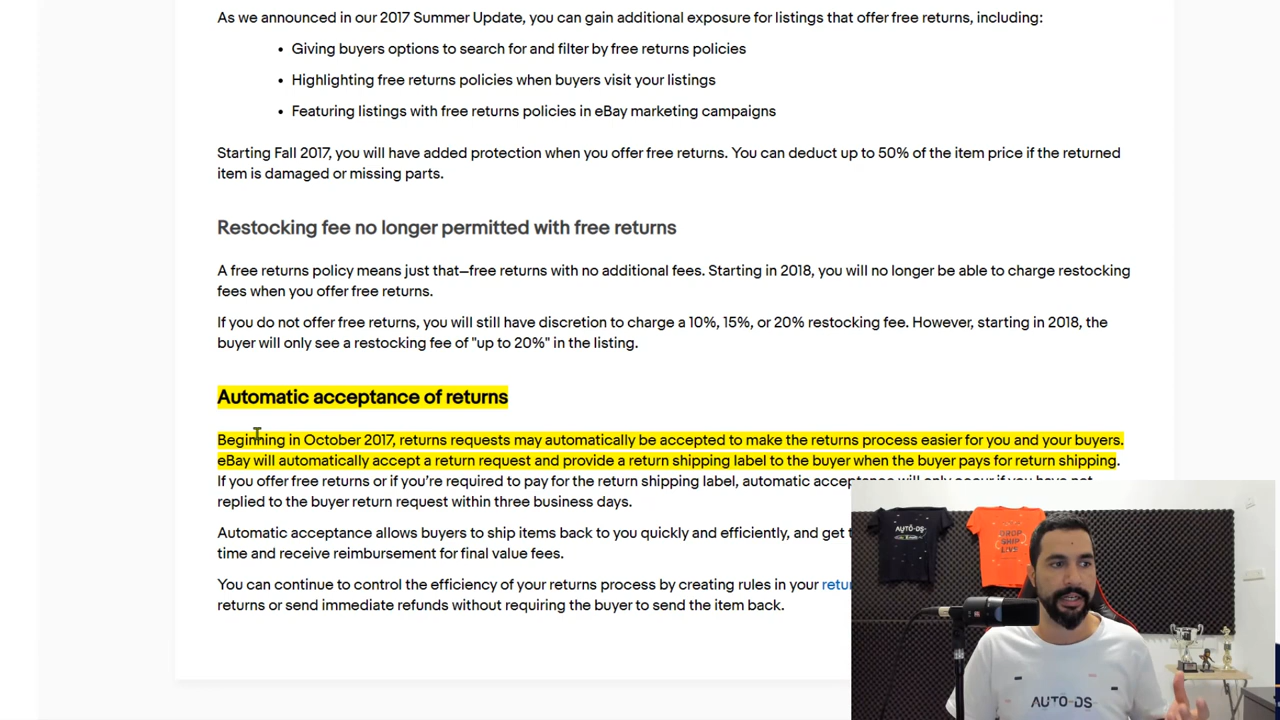 As we announced in our 2017 Summer Update, you can gain additional exposure for listings that offer free returns, including:
• Giving buyers options to search for and filter by free returns policies
• Highlighting free returns policies when buyers visit your listings
• Featuring listings with free returns policies in eBay marketing campaigns
Starting Fall 2017, you will have added protection when you offer free returns. You can deduct up to 50% of the item price if the returned
item is damaged or missing parts.
Restocking fee no longer permitted with free returns
A free returns policy means just that—free returns with no additional fees. Starting in 2018, you will no longer be able to charge restocking
fees when you offer free returns.
If you do not offer free returns, you will still have discretion to charge a 10%, 15%, or 20% restocking fee. However, starting in 2018, the
buyer will only see a restocking fee of "up to 20%" in the listing.
Automatic acceptance of returns
Beginning in October 2017, returns requests may automatically be accepted to make the returns process easier for you and your buyers.
eBay will automatically accept a return request and provide a return shipping label to the buyer when the buyer pays for return shipping.
If you offer free returns or if you're required to pay for the return shipping label, automatic acceptance will only occur if you have not
replied to the buyer return request within three business days.
Automatic acceptance allows buyers to ship items back to you quickly and efficiently, and get
time and receive reimbursement for final value fees.
You can continue to control the efficiency of your returns process by creating rules in your
returns or send immediate refunds without requiring the buyer to send the item back.
AUTO-DS
DROP
SHIP
LIVE
AUTO-DS